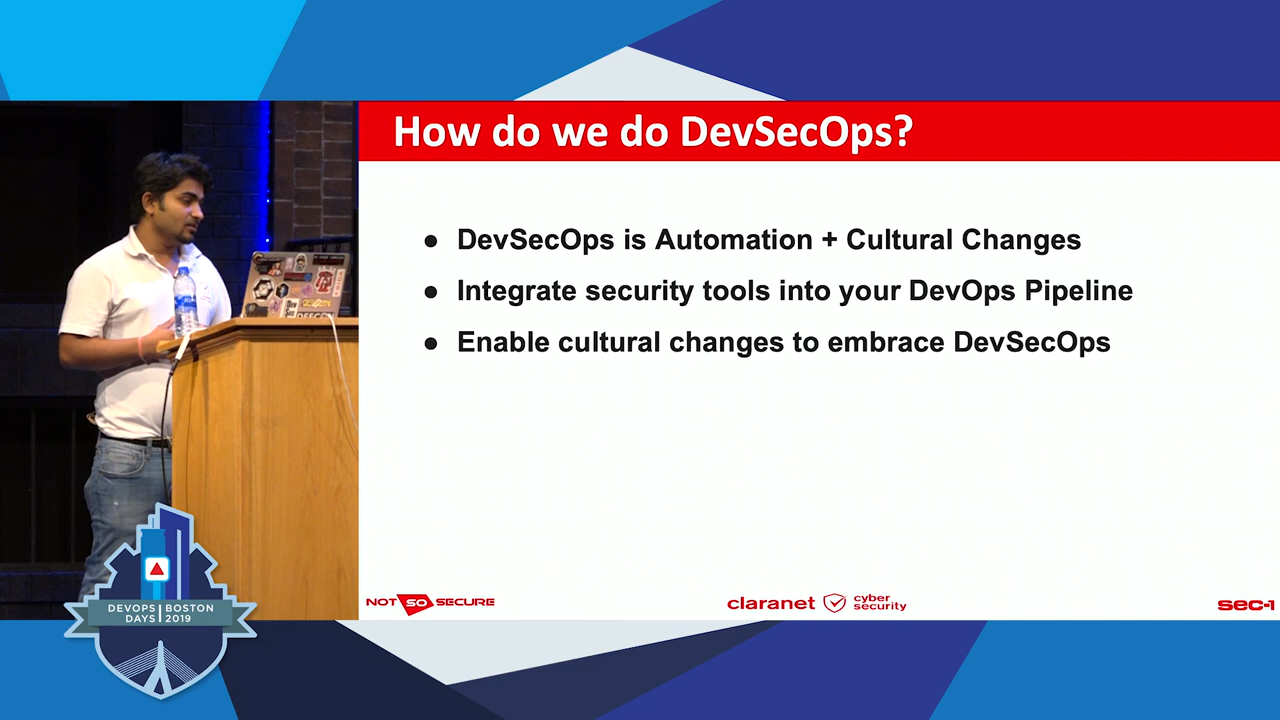 How do we do DevSecOps?
● DevSecOps is Automation + Cultural Changes
● Integrate security tools into your DevOps Pipeline
● Enable cultural changes to embrace DevSecOps
NOT SO SECURE
claranet cyber security
sec-1
DEVOPS DAYS
BOSTON 2019